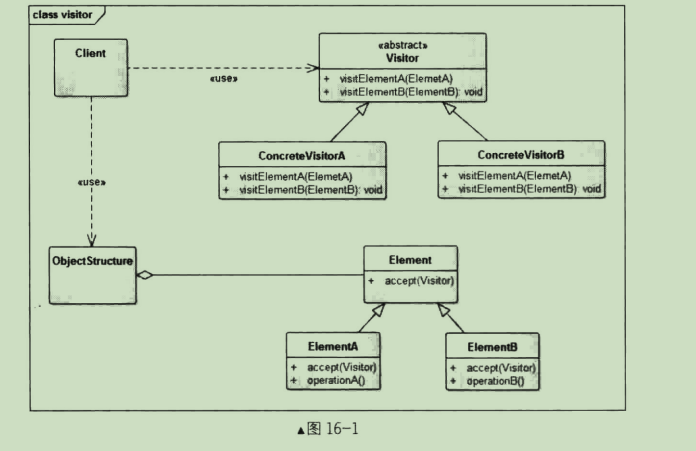 class visitor
Client
«use»
«abstract»
Visitor
+ visitElementA(ElemetA)
+ visitElementB(ElementB): void
ConcreteVisitorA
+ visitElementA(ElemetA)
+ visitElementB(ElementB): void
ConcreteVisitorB
+ visitElementA(ElemetA)
+ visitElementB(ElementB) void
«use»
ObjectStructure
Element
+ accept(Visitor)
ElementA
+ accept(Visitor)
+ operationA()
ElementB
+ accept(Visitor)
+ operationB()
▲图 16-1